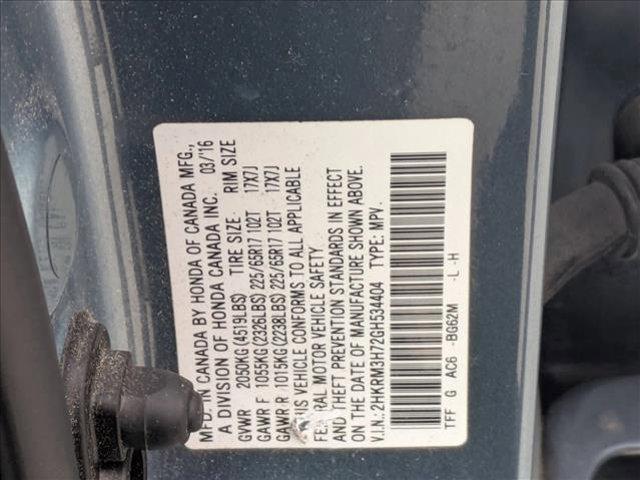 MFD. IN CANADA BY HONDA OF CANADA MFG.,
A DIVISION OF HONDA CANADA INC. 03/'16
GVWR 2050KG(4519LBS) TIRE SIZE RIM SIZE
GAWR F 1055KG(2326LBS) 225/65R17 102T 17X7J
GAWR R 1015KG(2238LBS) 225/65R17 102T 17X7J
THIS VEHICLE CONFORMS TO ALL APPLICABLE
FEDERAL MOTOR VEHICLE SAFETY
AND THEFT PREVENTION STANDARDS IN EFFECT
ON THE DATE OF MANUFACTURE SHOWN ABOVE.
V.I.N.:2HKRM3H72GH534404 TYPE: MPV.
TFF G AC6 -BG62M -L -H